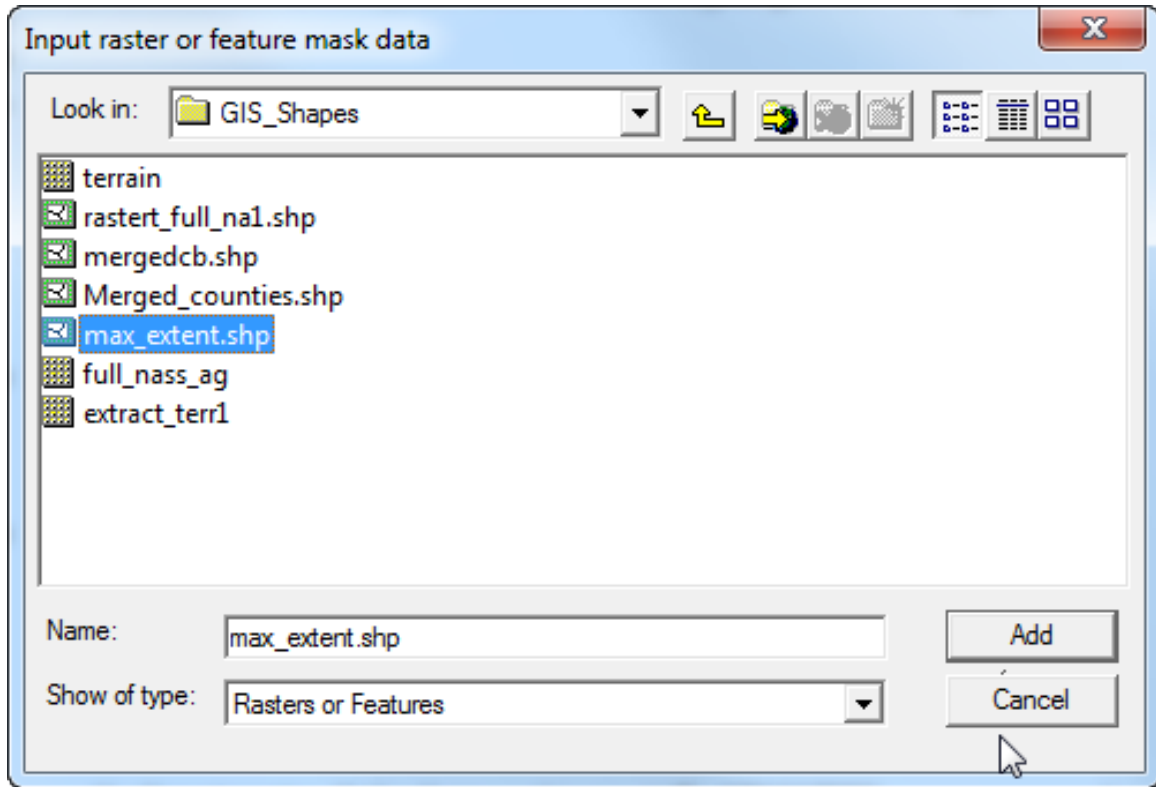 Input raster or feature mask data
Look in: GIS_Shapes
terrain
rastert_full_na1.shp
mergedcb.shp
Merged_counties.shp
max_extent.shp
full_nass_ag
extract_terr1
Name: max_extent.shp Add
Show of type: Rasters or Features Cancel